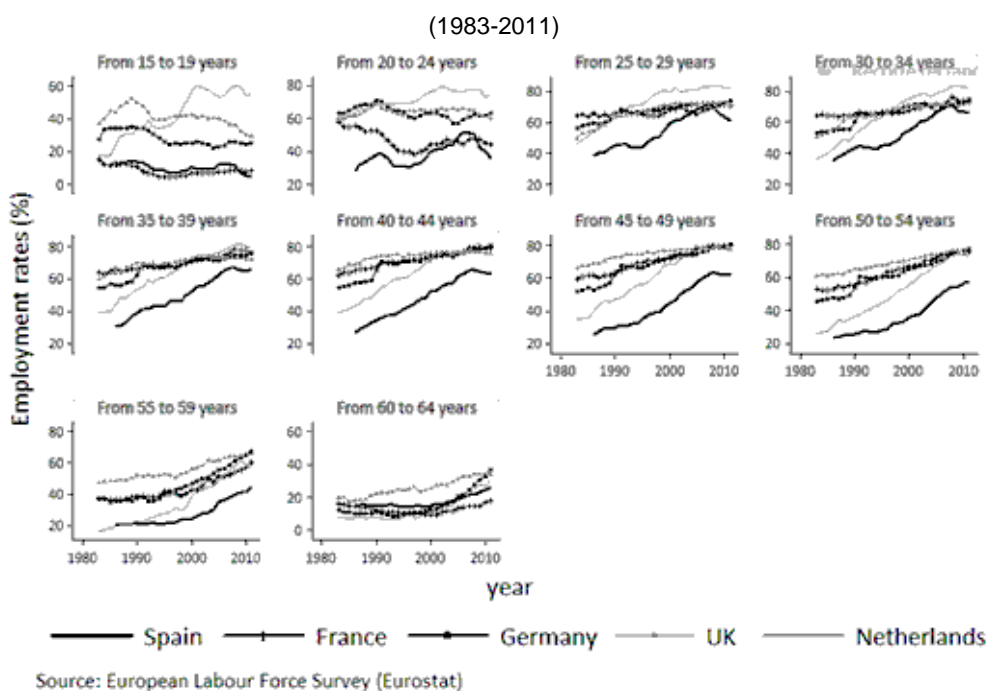 (1983-2011)
From 15 to 19 years
From 20 to 24 years
From 25 to 29 years
From 30 to 34 years
60
40
20
0
80
60
40
20
80
60
40
20
80
60
40
20
Employment rates (%)
From 35 to 39 years
From 40 to 44 years
From 45 to 49 years
From 50 to 54 years
80
60
40
20
80
60
40
20
80
60
40
20
80
60
40
20
1980 1990 2000 2010
1980 1990 2000 2010
From 55 to 59 years
From 60 to 64 years
80
60
40
20
60
40
20
0
1980 1990 2000 2010
1980 1990 2000 2010
year
Spain France Germany UK Netherlands
Source: European Labour Force Survey (Eurostat)